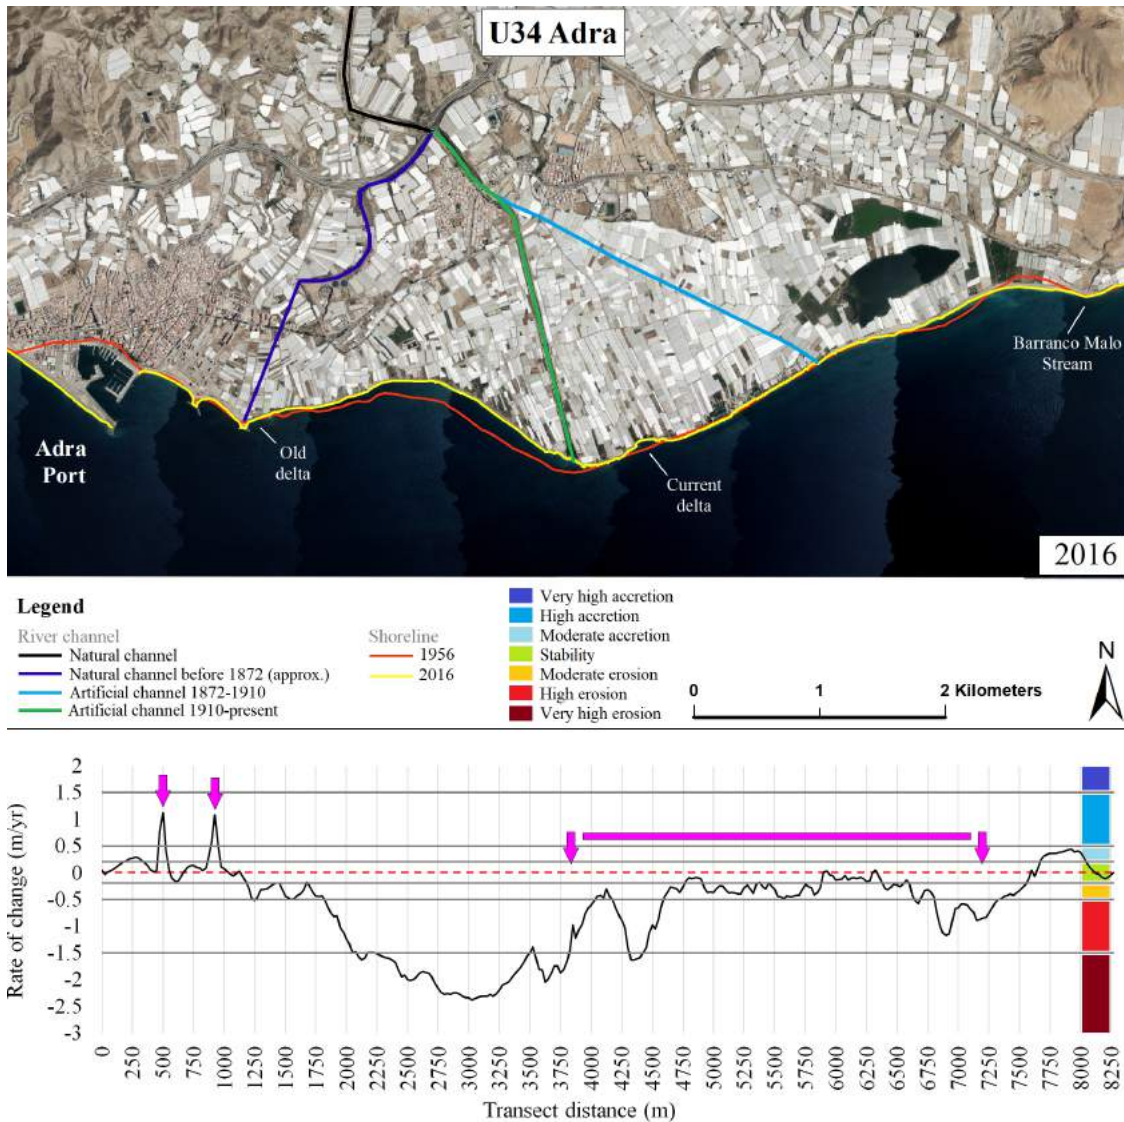 U34 Adra
Barranco Malo
Stream
Adra
Port
Old
delta
Current
delta
2016
Legend
River channel
Natural channel
Natural channel before 1872 (approx.)
Artificial channel 1872-1910
Artificial channel 1910-present
Shoreline
1956
2016
Very high accretion
High accretion
Moderate accretion
Stability
Moderate erosion
High erosion
Very high erosion
0 1 2 Kilometers
N
Rate of change (m/yr)
2
1.5
1
0.5
0
-0.5
-1
-1.5
-2
-2.5
-3
0 250 500 750 1000 1250 1500 1750 2000 2250 2500 2750 3000 3250 3500 3750 4000 4250 4500 4750 5000 5250 5500 5750 6000 6250 6500 6750 7000 7250 7500 7750 8000 8250
Transect distance (m)